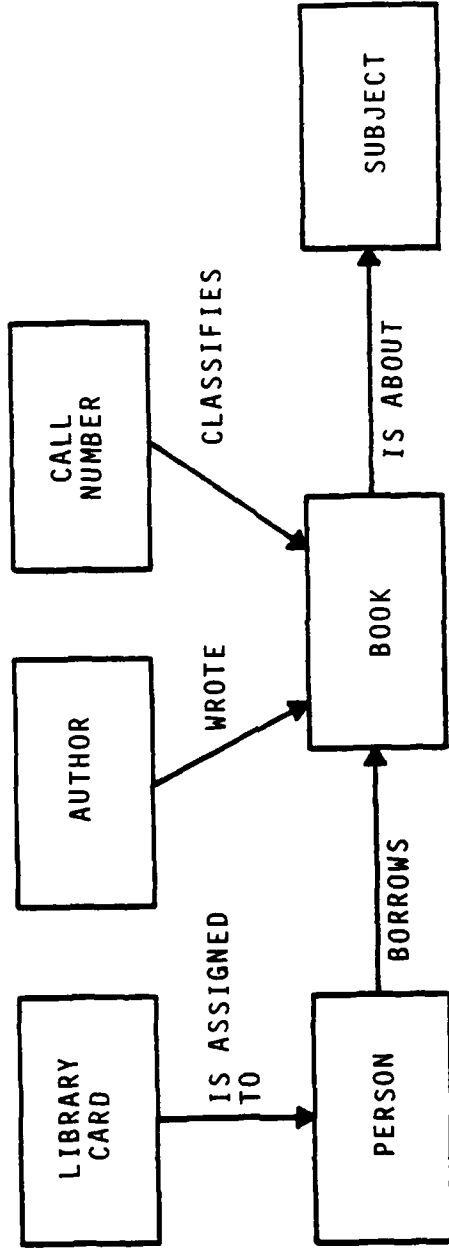 LIBRARY
CARD
AUTHOR
CALL
NUMBER
IS ASSIGNED
TO
WROTE
CLASSIFIES
PERSON
BORROWS
BOOK
IS ABOUT
SUBJECT